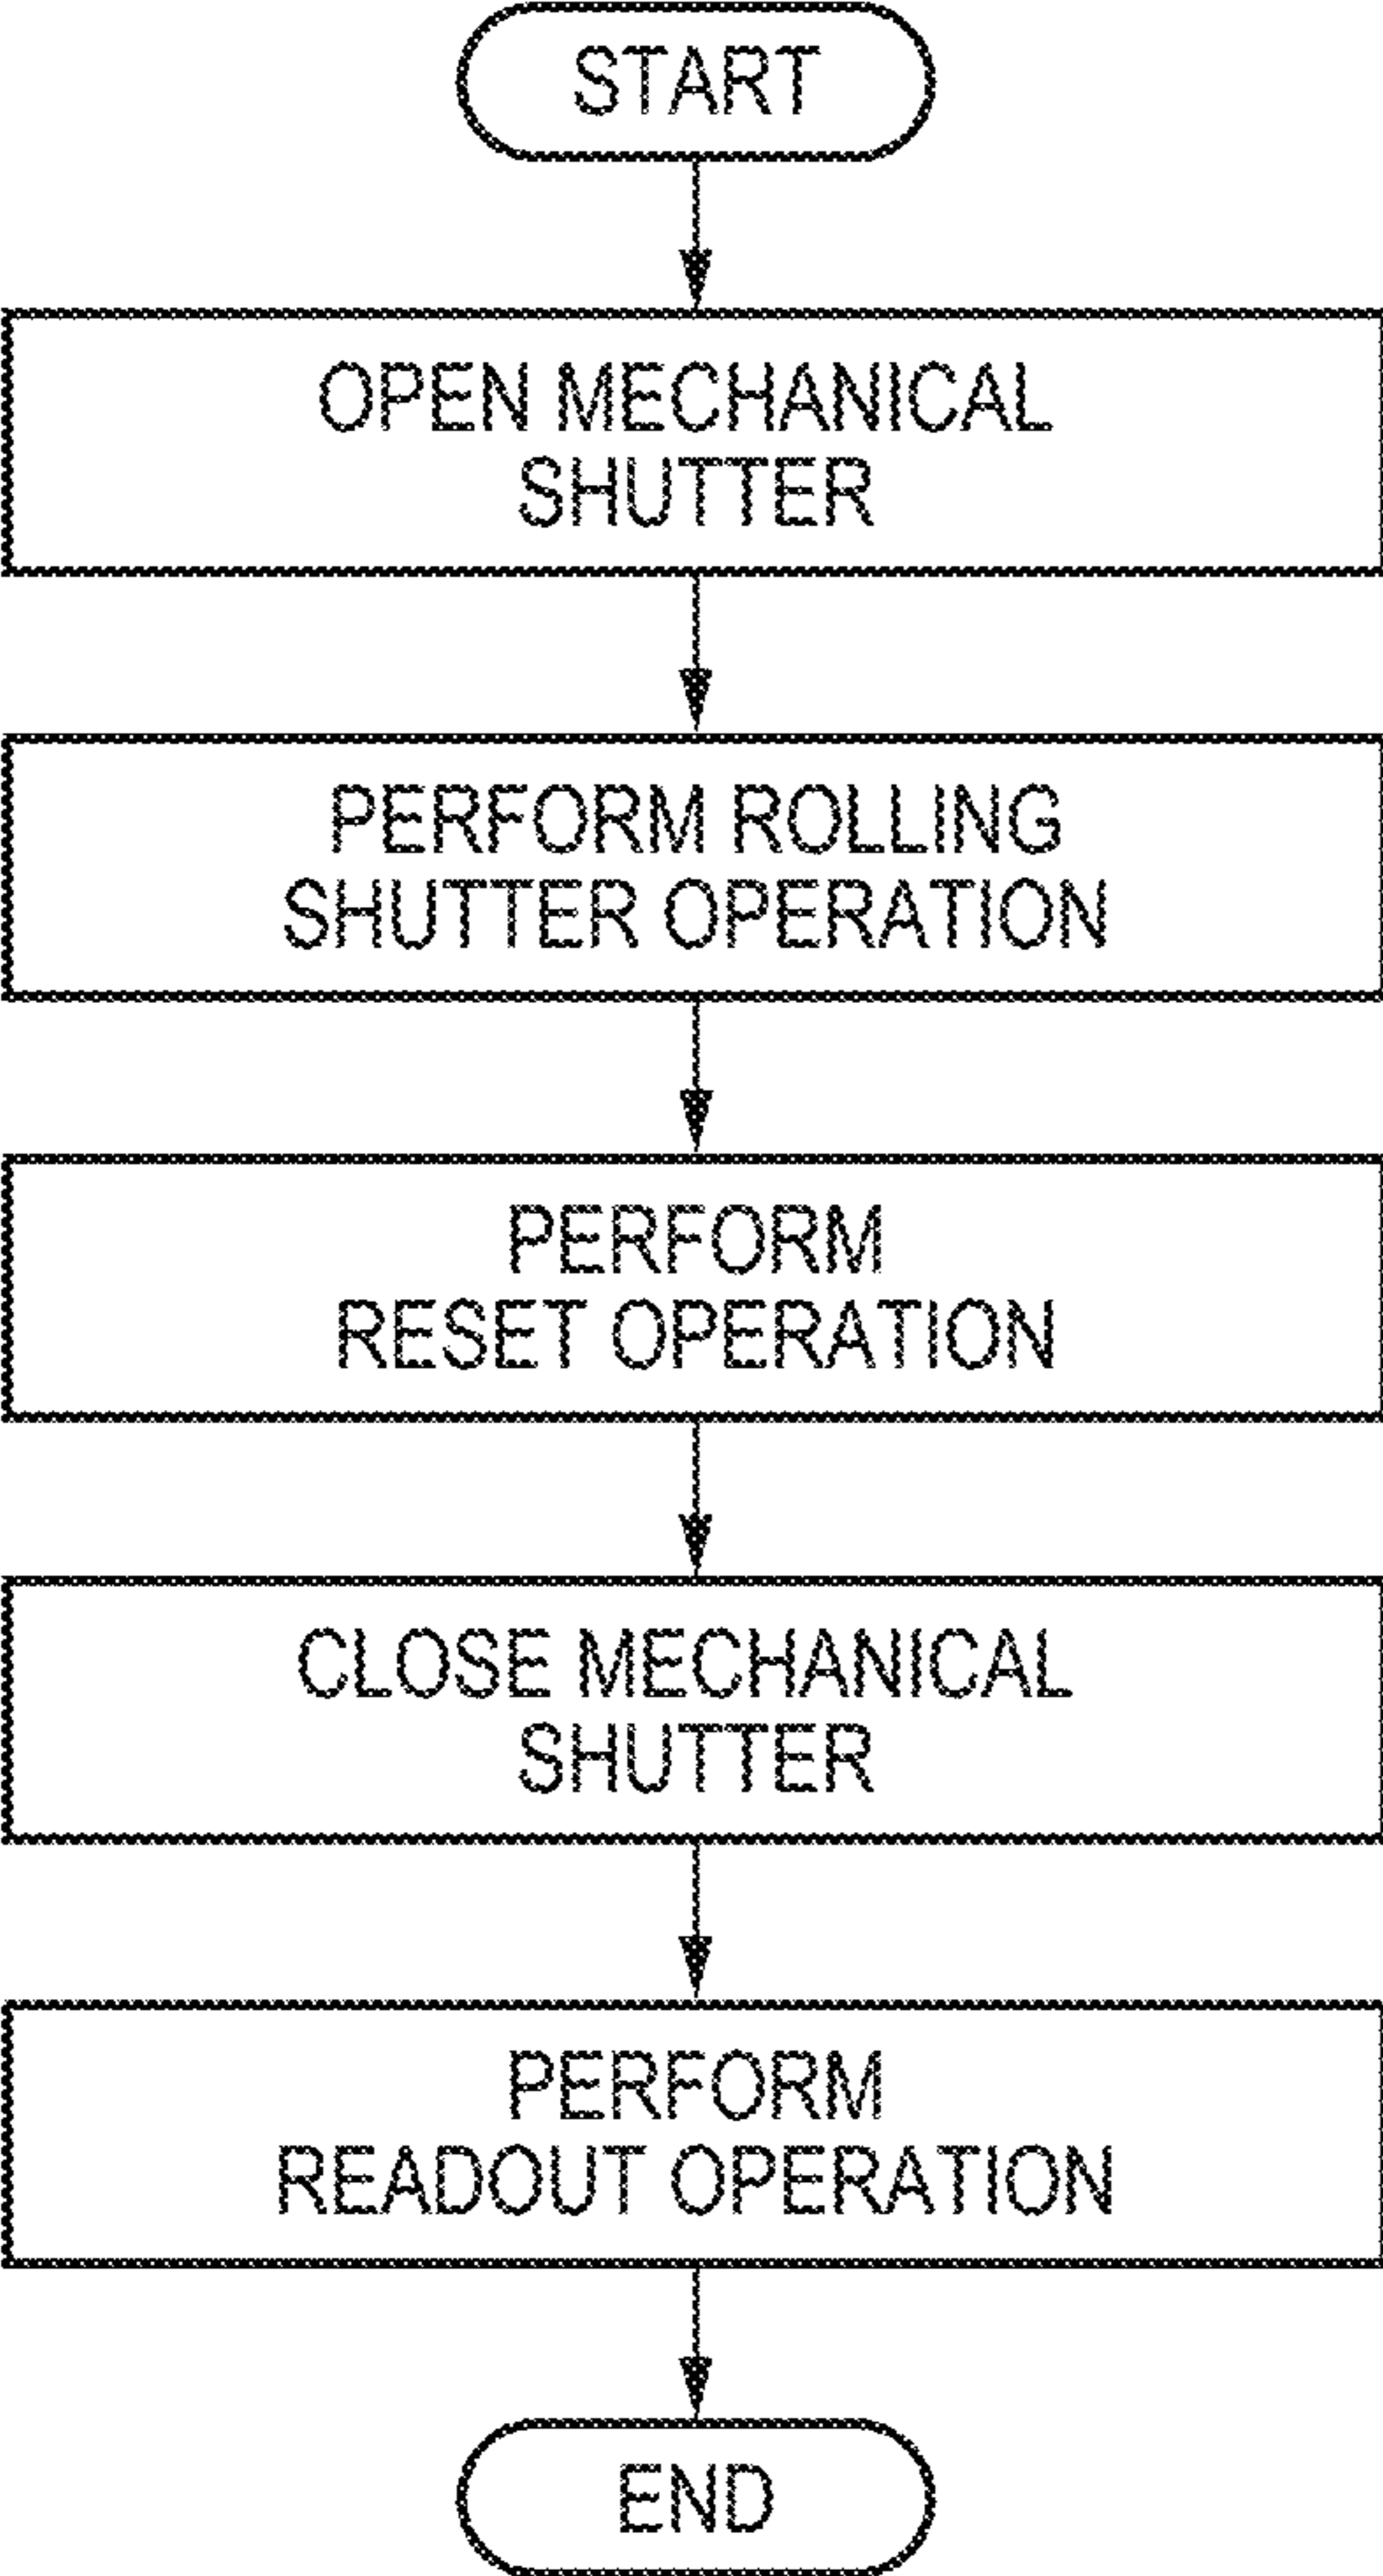 START
OPEN MECHANICAL
SHUTTER
PERFORM ROLLING
SHUTTER OPERATION
PERFORM
RESET OPERATION
CLOSE MECHANICAL
SHUTTER
PERFORM
READOUT OPERATION
END